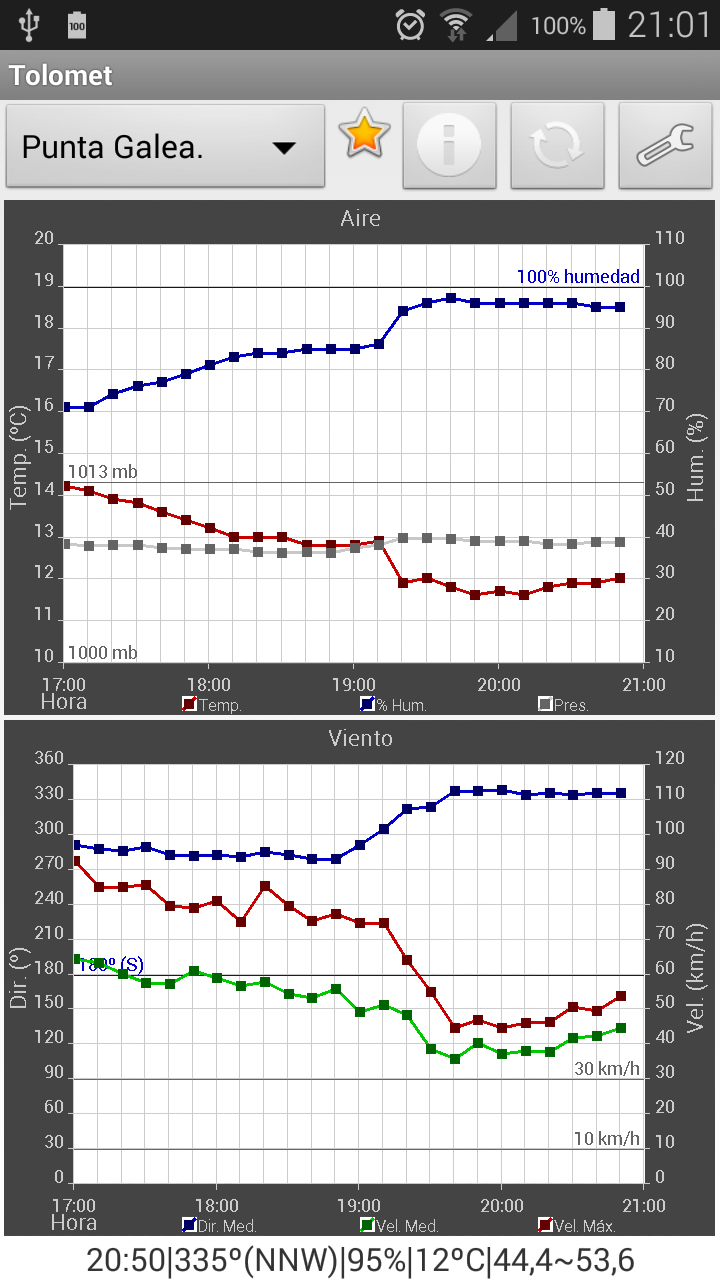 100 100% 21:01
Tolomet
Punta Galea.
Aire
20 110
100% humedad
19 100
18 90
17 80
16 70
15 60
1013 mb
14 50
13 40
12 30
11 20
1000 mb
10 10
Temp. (ºC)
Hum. (%)
17:00 18:00 19:00 20:00 21:00
Hora Temp. % Hum. Pres.
Viento
360 120
330 110
300 100
270 90
240 80
210 70
180º (S)
180 60
150 50
120 40
30 km/h
90 30
60 20
10 km/h
30 10
0 0
Dir. (º)
Vel. (km/h)
17:00 18:00 19:00 20:00 21:00
Hora Dir. Med. Vel. Med. Vel. Máx.
20:50|335º(NNW)|95%|12ºC|44,4~53,6